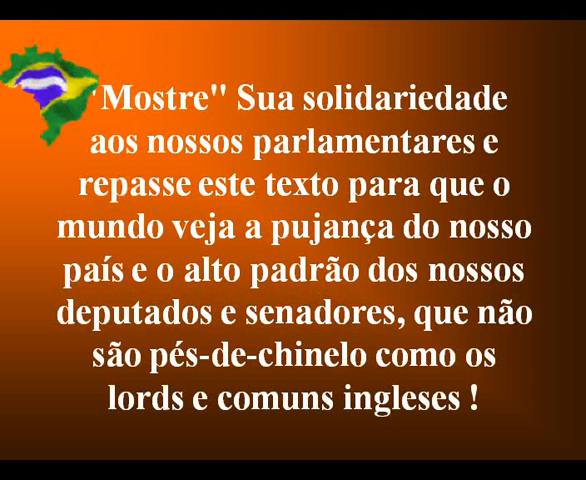 "Mostre" Sua solidariedade
aos nossos parlamentares e
repasse este texto para que o
mundo veja a pujança do nosso
país e o alto padrão dos nossos
deputados e senadores, que não
são pés-de-chinelo como os
lords e comuns ingleses !